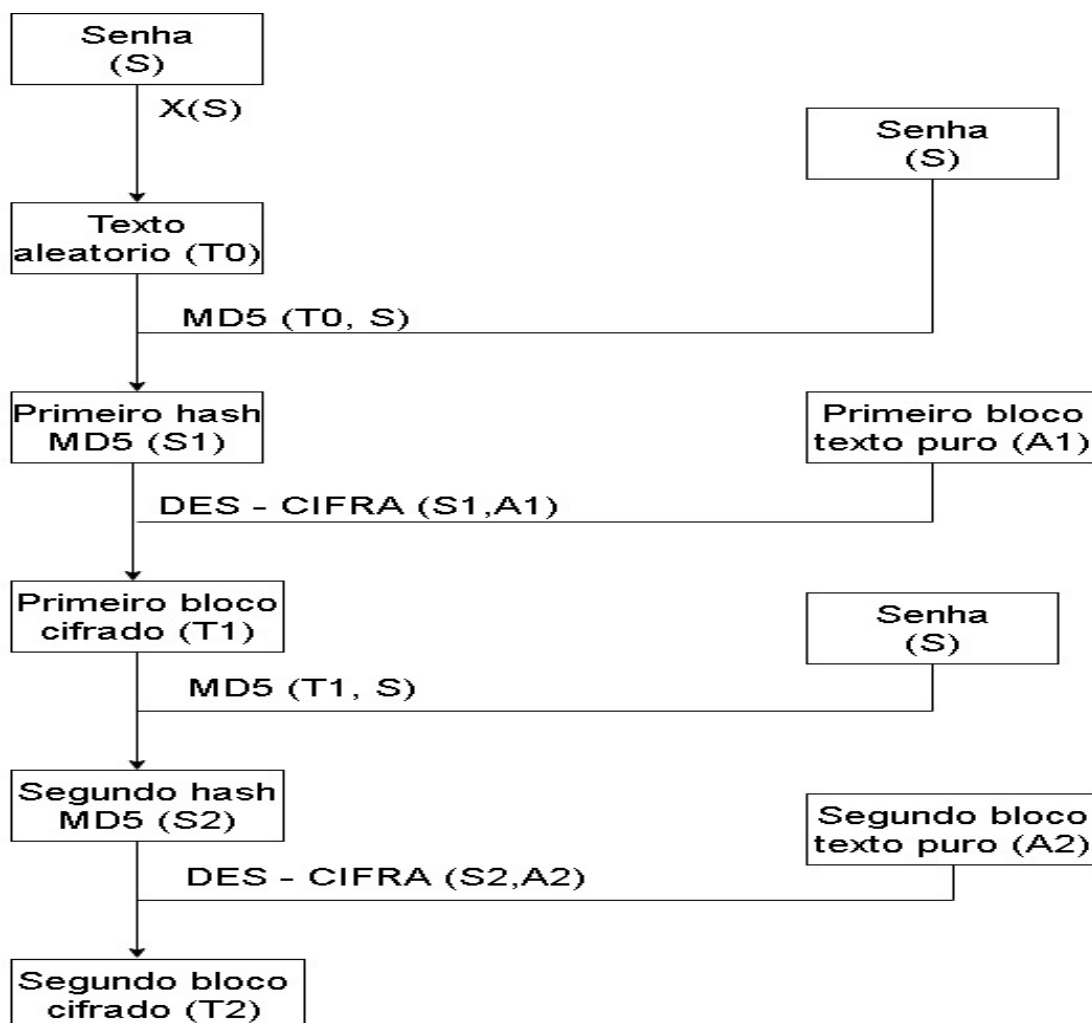 Senha
(S)
X(S)
Senha
(S)
Texto
aleatorio (T0)
MD5 (T0, S)
Primeiro hash
MD5 (S1)
Primeiro bloco
texto puro (A1)
DES - CIFRA (S1,A1)
Primeiro bloco
cifrado (T1)
Senha
(S)
MD5 (T1, S)
Segundo hash
MD5 (S2)
Segundo bloco
texto puro (A2)
DES - CIFRA (S2,A2)
Segundo bloco
cifrado (T2)